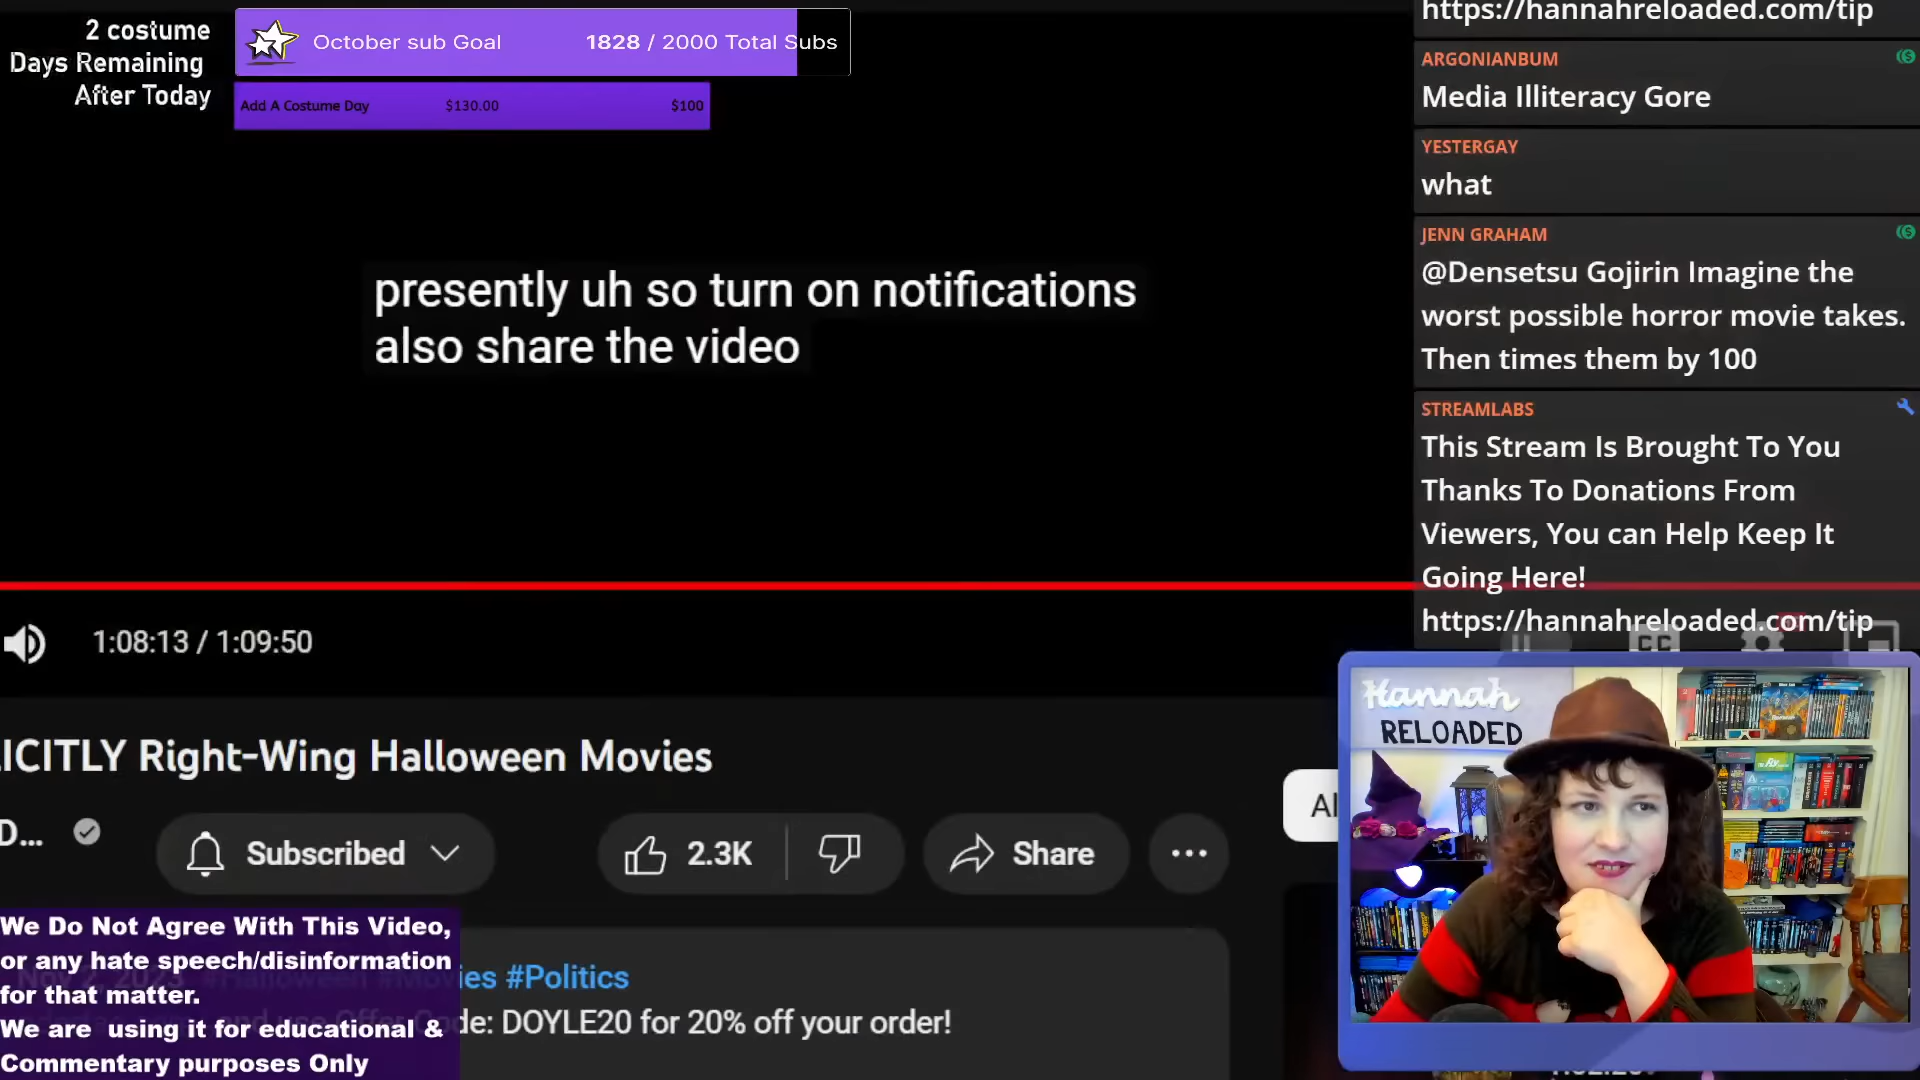 2 costume
Days Remaining
After Today
October sub Goal
1828 / 2000 Total Subs
Add A Costume Day
$130.00
$100
presently uh so turn on notifications
also share the video
1:08:13 / 1:09:50
ICITLY Right-Wing Halloween Movies
D...
Subscribed
2.3K
Share
...
We Do Not Agree With This Video,
or any hate speech/disinformation
for that matter.
We are using it for educational &
Commentary purposes Only
ies #Politics
de: DOYLE20 for 20% off your order!
https://hannahreloaded.com/tip
ARGONIANBUM
Media Illiteracy Gore
YESTERGAY
what
JENN GRAHAM
@Densetsu Gojirin Imagine the
worst possible horror movie takes.
Then times them by 100
STREAMLABS
This Stream Is Brought To You
Thanks To Donations From
Viewers, You can Help Keep It
Going Here!
https://hannahreloaded.com/tip
CC
Al
Hannah
RELOADED